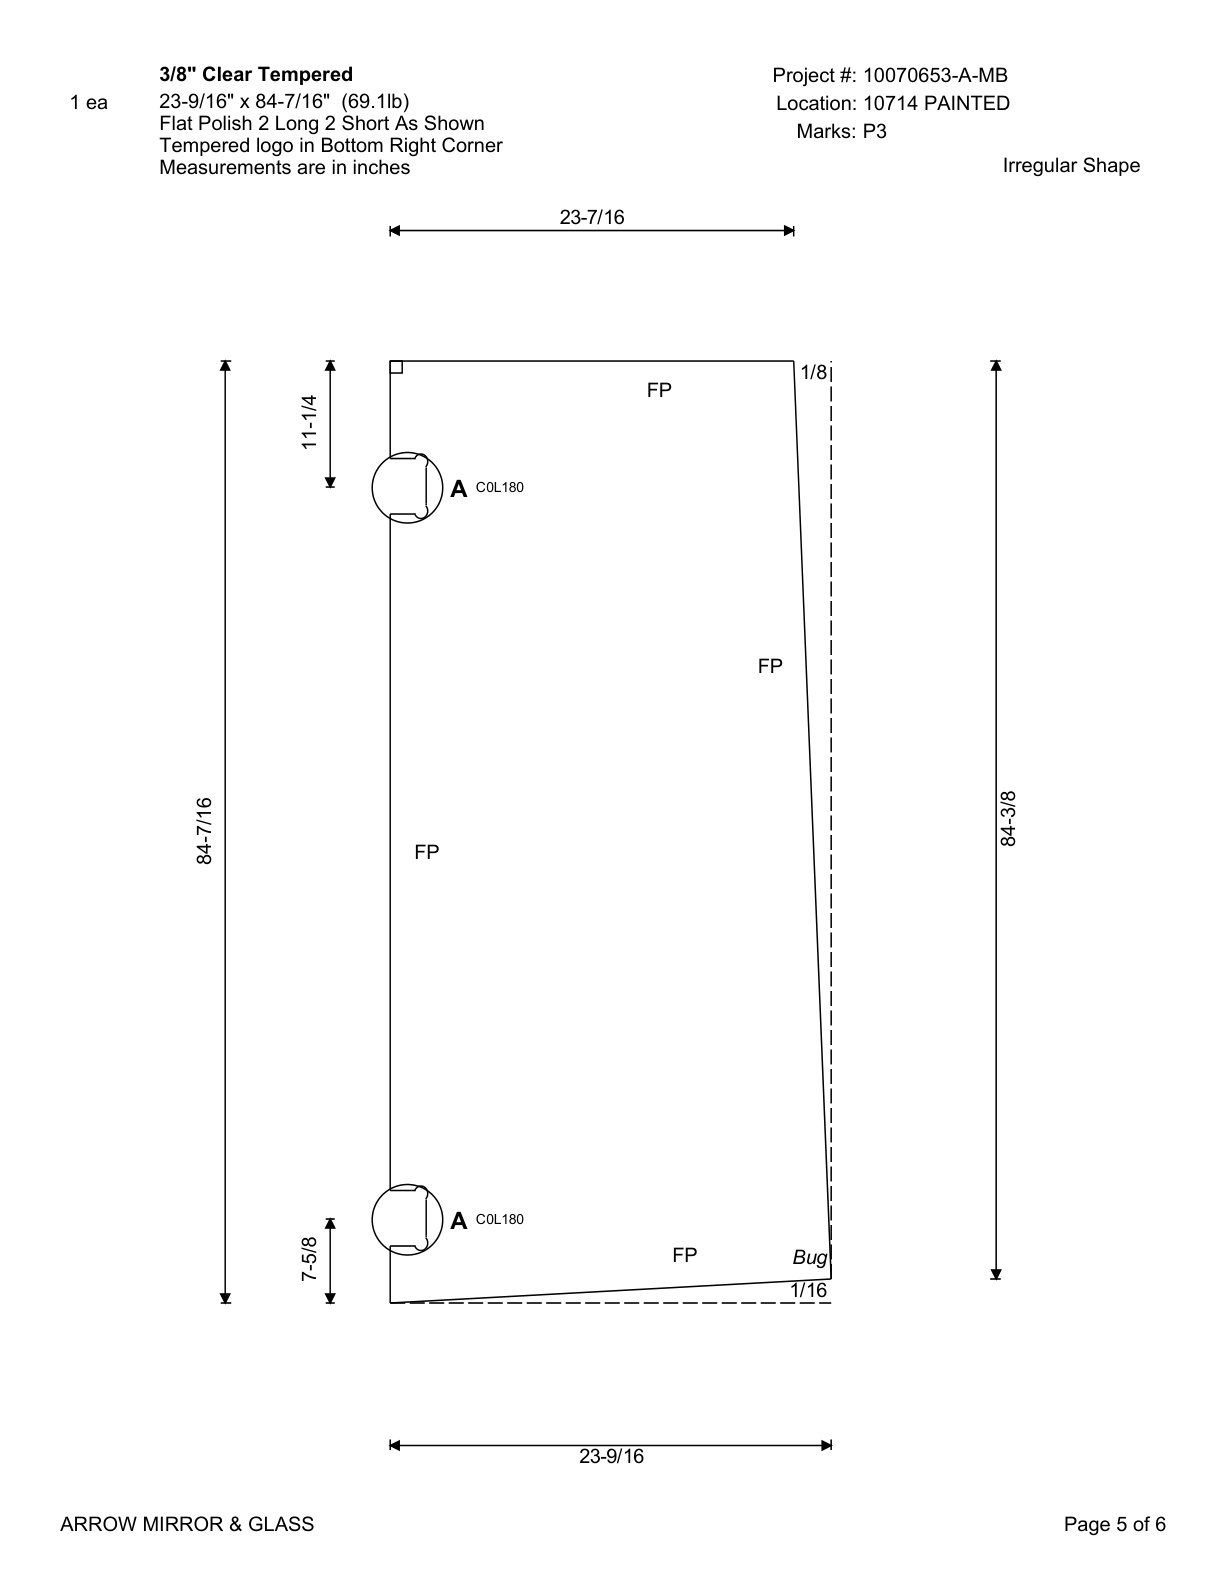 3/8" Clear Tempered
1 ea
23-9/16" x 84-7/16"  (69.1lb)
Flat Polish 2 Long 2 Short As Shown
Tempered logo in Bottom Right Corner
Measurements are in inches
Project #: 10070653-A-MB
Location: 10714 PAINTED
Marks: P3
Irregular Shape
23-7/16
1/8
FP
11-1/4
A C0L180
FP
84-7/16
84-3/8
FP
A C0L180
7-5/8
FP
Bug
1/16
23-9/16
ARROW MIRROR & GLASS
Page 5 of 6